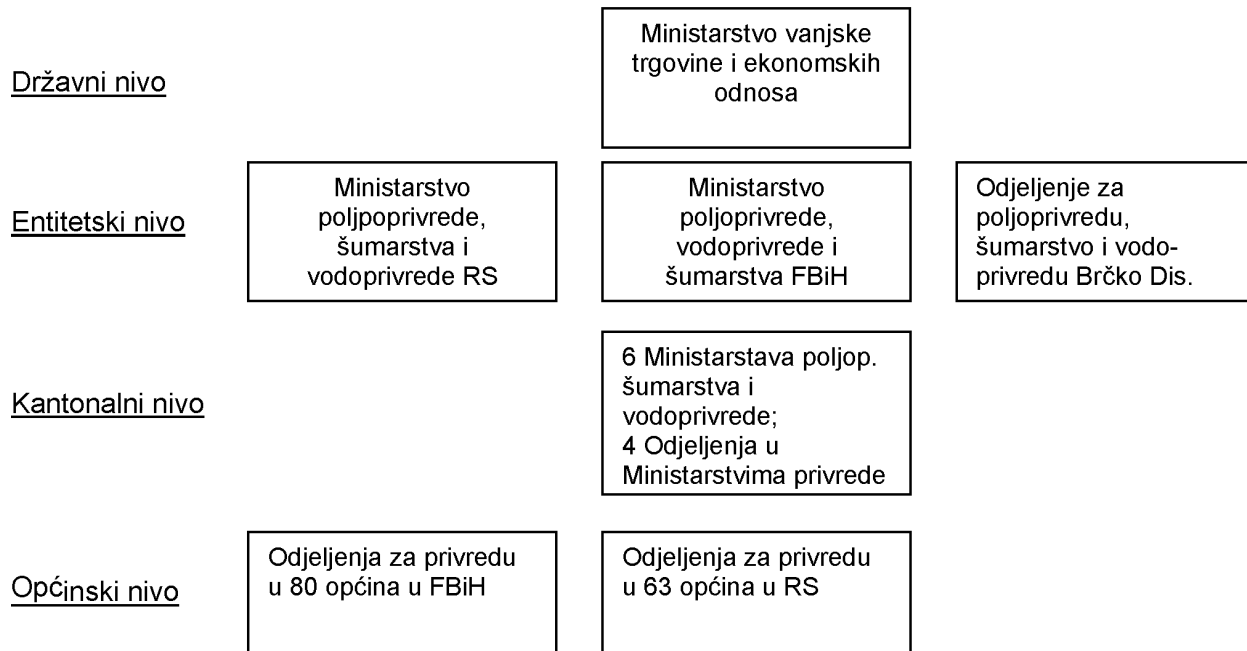 Ministarstvo vanjske
trgovine i ekonomskih
odnosa
Državni nivo
Ministarstvo
poljpoprivrede,
šumarstva i
vodoprivrede RS
Ministarstvo
poljoprivrede,
vodoprivrede i
šumarstva FBiH
Odjeljenje za
poljoprivredu,
šumarstvo i vodo-
privredu Brčko Dis.
Entitetski nivo
6 Ministarstava poljop.
šumarstva i
vodoprivrede;
4 Odjeljenja u
Ministarstvima privrede
Kantonalni nivo
Odjeljenja za privredu
u 80 općina u FBiH
Odjeljenja za privredu
u 63 općina u RS
Općinski nivo